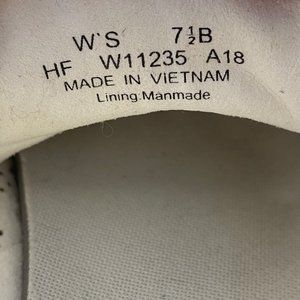 W`S 7½B
HF W11235 A18
MADE IN ViETNAM
Lining:Manmade